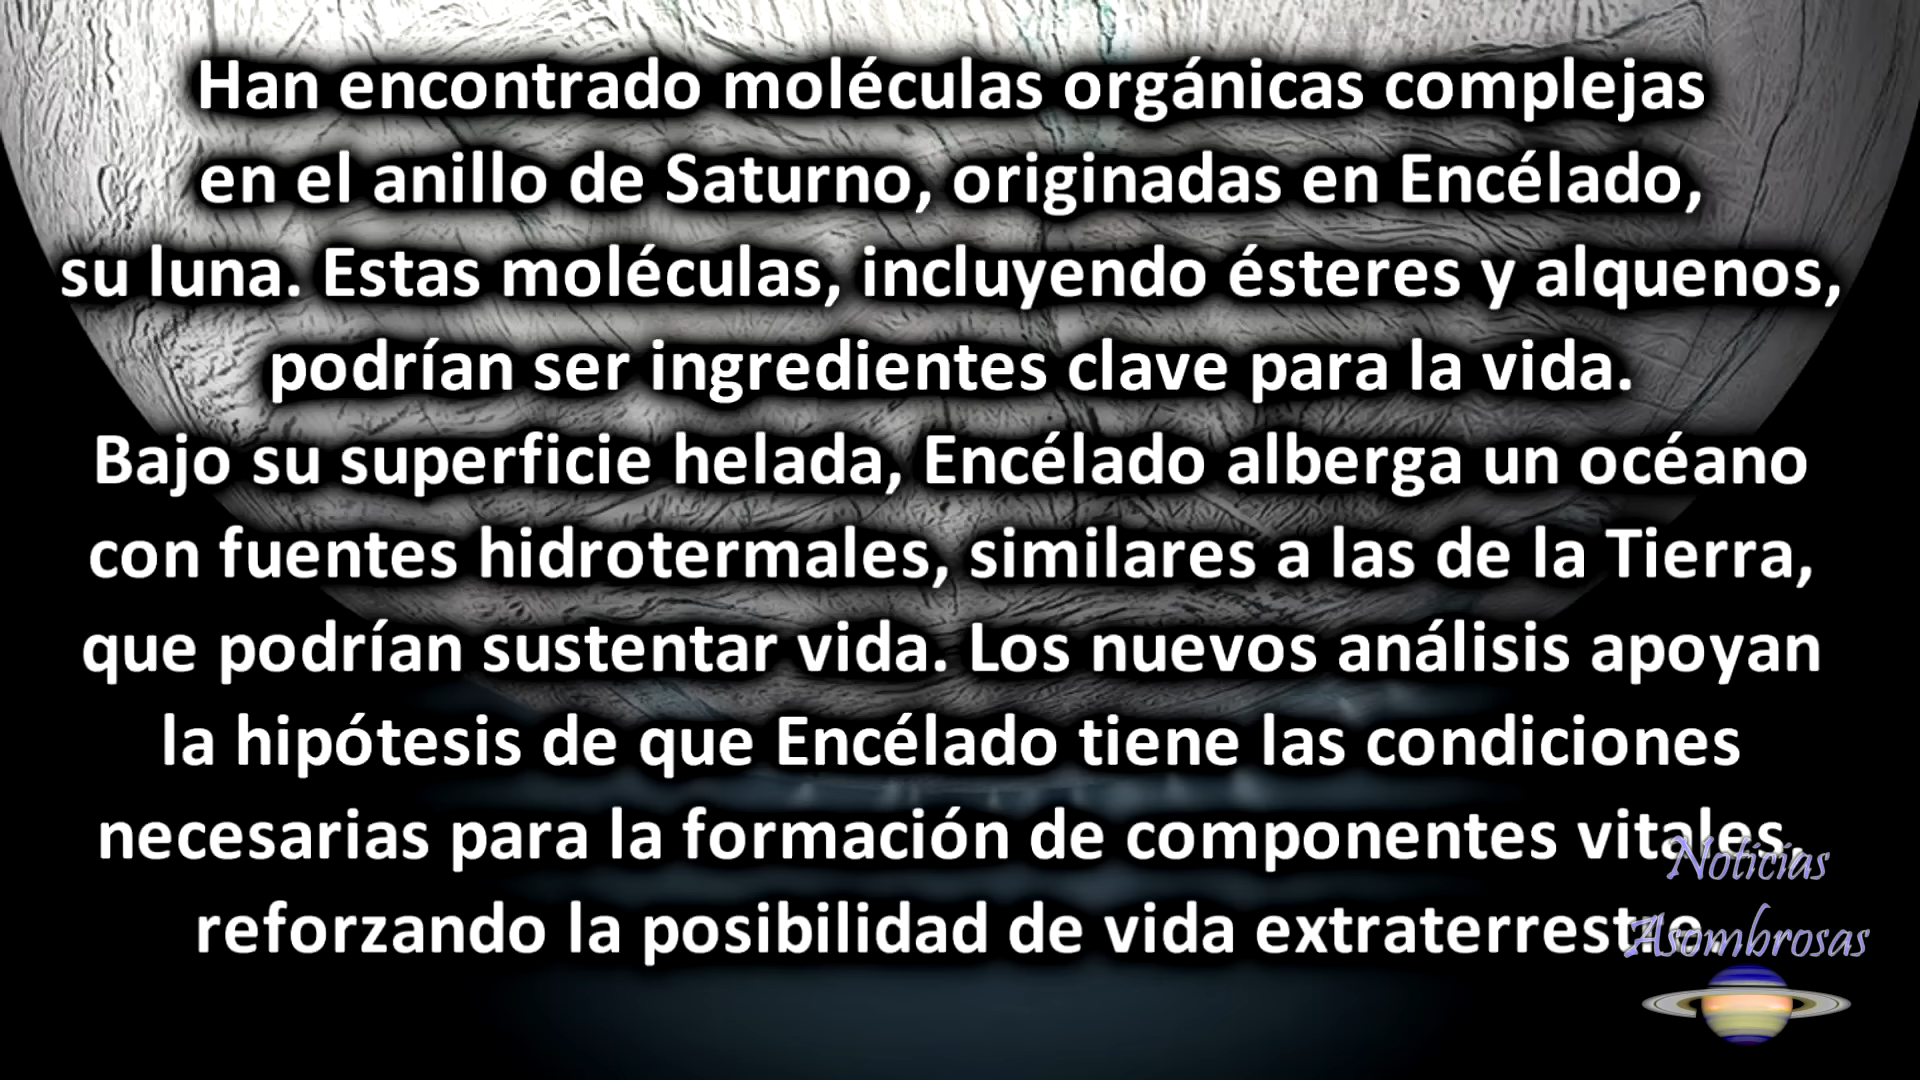 Han encontrado moléculas orgánicas complejas
en el anillo de Saturno, originadas en Encélado,
su luna. Estas moléculas, incluyendo ésteres y alquenos,
podrían ser ingredientes clave para la vida.
Bajo su superficie helada, Encélado alberga un océano
con fuentes hidrotermales, similares a las de la Tierra,
que podrían sustentar vida. Los nuevos análisis apoyan
la hipótesis de que Encélado tiene las condiciones
necesarias para la formación de componentes vitales,
reforzando la posibilidad de vida extraterrestre.
Noticias
Asombrosas